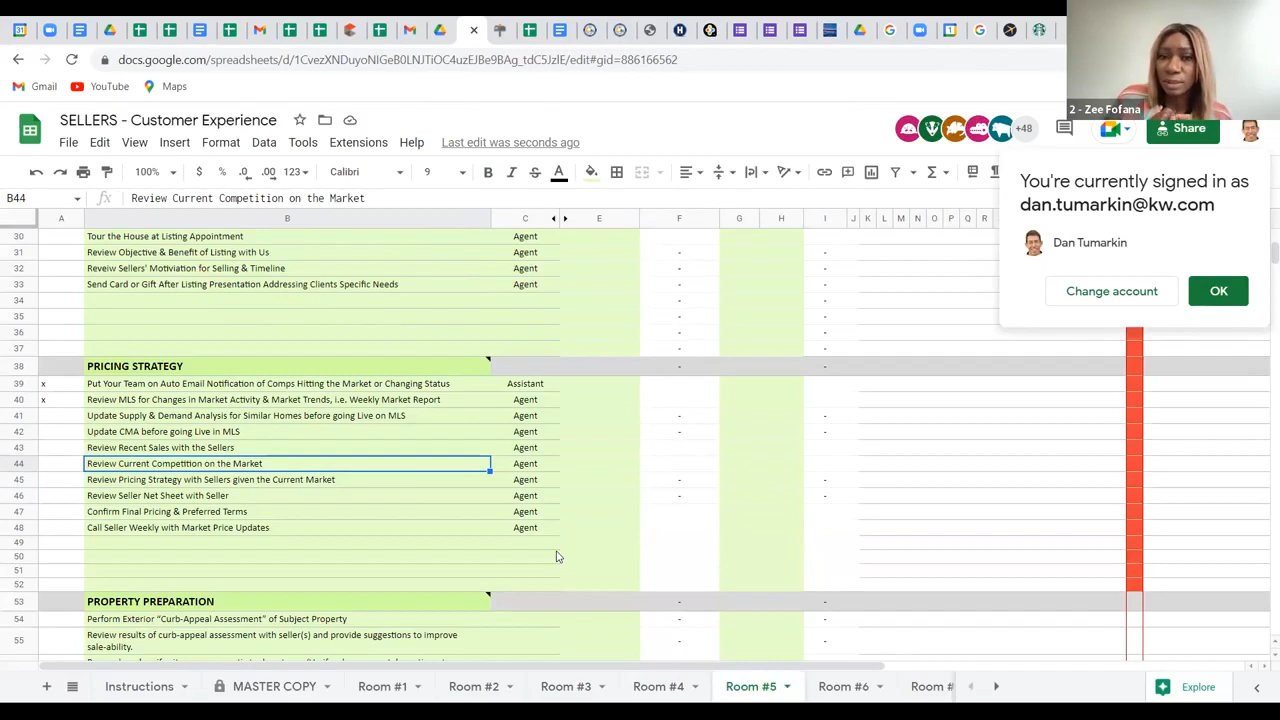 docs.google.com/spreadsheets/d/1CvezXNDuyoNIGeB0LNJTiOC4uzEJBe9BAg_tdC5JzlE/edit#gid=886166562
Gmail
YouTube
Maps
2 - Zee Fofana
SELLERS - Customer Experience
+48
Share
File Edit View Insert Format Data Tools Extensions Help Last edit was seconds ago
100% $ % .0 .00 123 Calibri 9 B I S A
You're currently signed in as
dan.tumarkin@kw.com
Dan Tumarkin
Change account
OK
B44 fx Review Current Competition on the Market
A B C E F G H I J K L M N O P Q R
30 Tour the House at Listing Appointment Agent
31 Review Objective & Benefit of Listing with Us Agent - -
32 Reveiw Sellers' Motiviation for Selling & Timeline Agent - -
33 Send Card or Gift After Listing Presentation Addressing Clients Specific Needs Agent - -
34 - -
35 - -
36 - -
37 - -
38 PRICING STRATEGY - -
39 x Put Your Team on Auto Email Notification of Comps Hitting the Market or Changing Status Assistant
40 x Review MLS for Changes in Market Activity & Market Trends, i.e. Weekly Market Report Agent
41 Update Supply & Demand Analysis for Similar Homes before going Live on MLS Agent - -
42 Update CMA before going Live in MLS Agent - -
43 Review Recent Sales with the Sellers Agent
44 Review Current Competition on the Market Agent
45 Review Pricing Strategy with Sellers given the Current Market Agent - -
46 Review Seller Net Sheet with Seller Agent - -
47 Confirm Final Pricing & Preferred Terms Agent
48 Call Seller Weekly with Market Price Updates Agent
49
50
51
52
53 PROPERTY PREPARATION - -
54 Perform Exterior “Curb-Appeal Assessment” of Subject Property - -
55 Review results of curb-appeal assessment with seller(s) and provide suggestions to improve
sale-ability. - -
Instructions MASTER COPY Room #1 Room #2 Room #3 Room #4 Room #5 Room #6 Room #
Explore